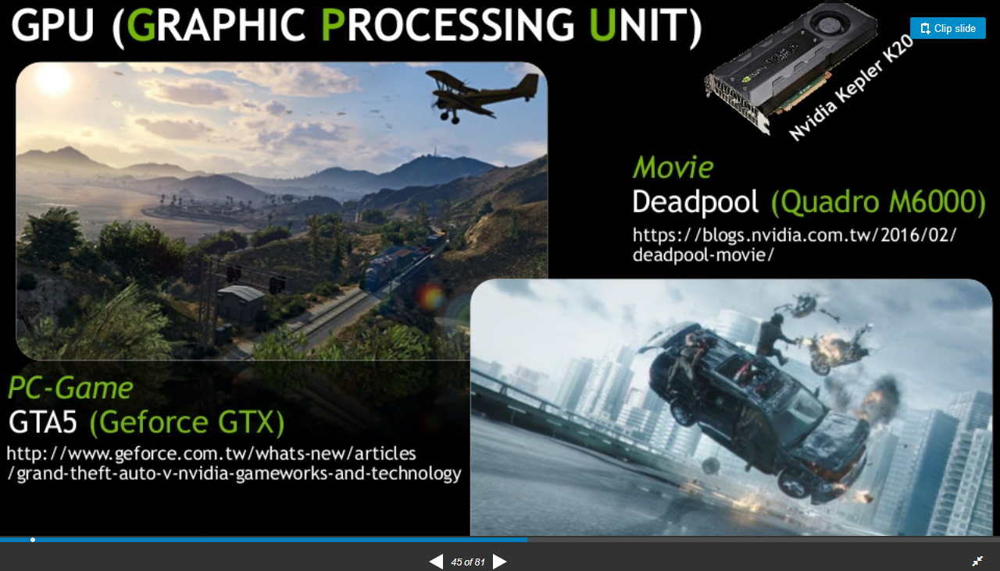 GPU (GRAPHIC PROCESSING UNIT)
Clip slide
Nvidia Kepler K20
Movie
Deadpool (Quadro M6000)
https://blogs.nvidia.com.tw/2016/02/
deadpool-movie/
PC-Game
GTA5 (Geforce GTX)
http://www.geforce.com.tw/whats-new/articles
/grand-theft-auto-v-nvidia-gameworks-and-technology
45 of 81